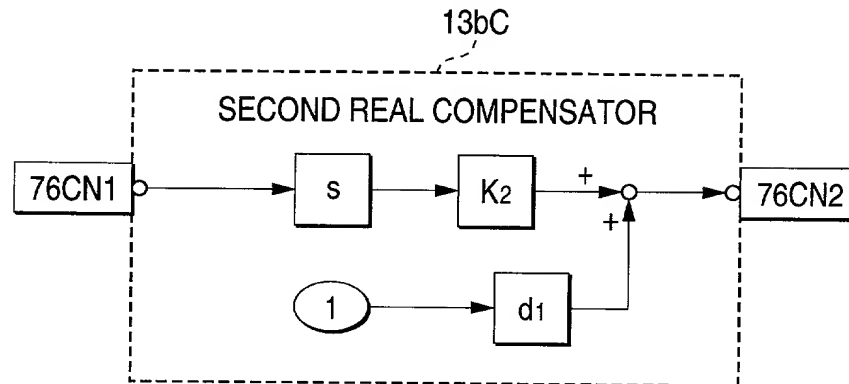 13bC
SECOND REAL COMPENSATOR
76CN1
s
K2
+
76CN2
+
1
d1